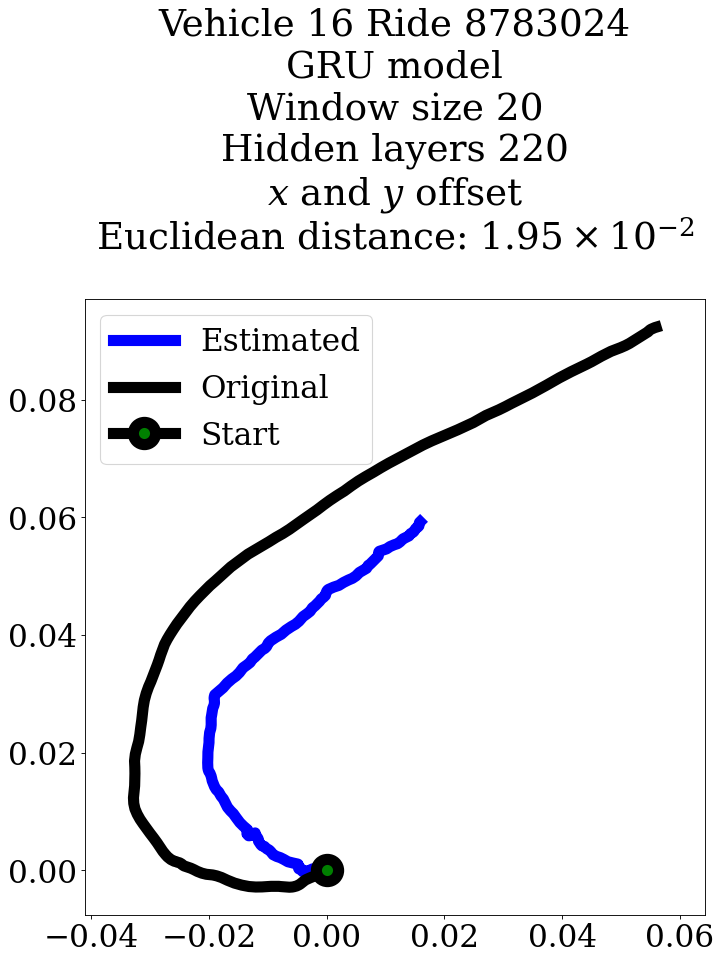 Vehicle 16 Ride 8783024
GRU model
Window size 20
Hidden layers 220
x and y offset
Euclidean distance: 1.95 × 10⁻²
Estimated
Original
Start
0.08
0.06
0.04
0.02
0.00
−0.04
−0.02
0.00
0.02
0.04
0.06